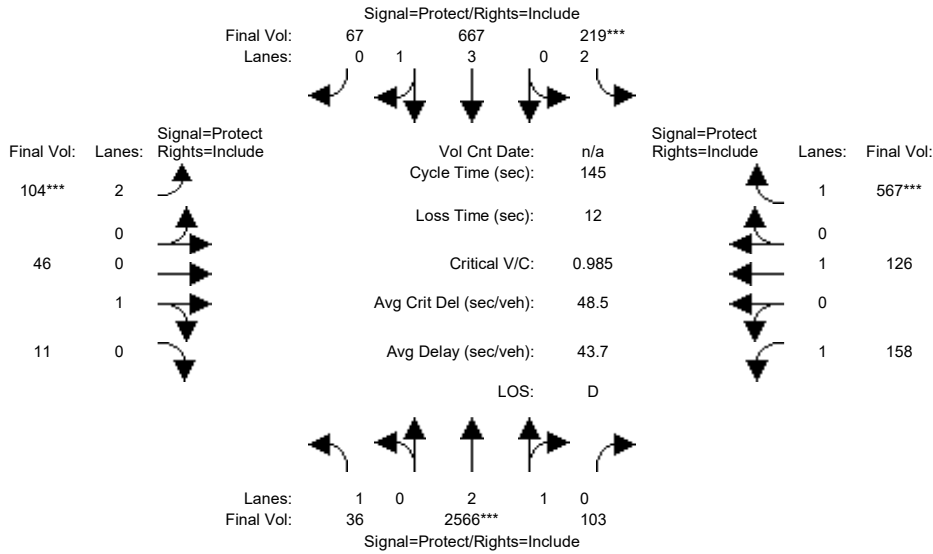 Signal=Protect/Rights=Include
Final Vol: 67 667 219***
Lanes: 0 1 3 0 2
Signal=Protect
Final Vol: Lanes: Rights=Include
Vol Cnt Date: n/a
Signal=Protect
Rights=Include Lanes: Final Vol:
Cycle Time (sec): 145
104*** 2
1 567***
Loss Time (sec): 12
0
0
46 0
Critical V/C: 0.985
1 126
1
Avg Crit Del (sec/veh): 48.5
0
11 0
Avg Delay (sec/veh): 43.7
1 158
LOS: D
Lanes: 1 0 2 1 0
Final Vol: 36 2566*** 103
Signal=Protect/Rights=Include